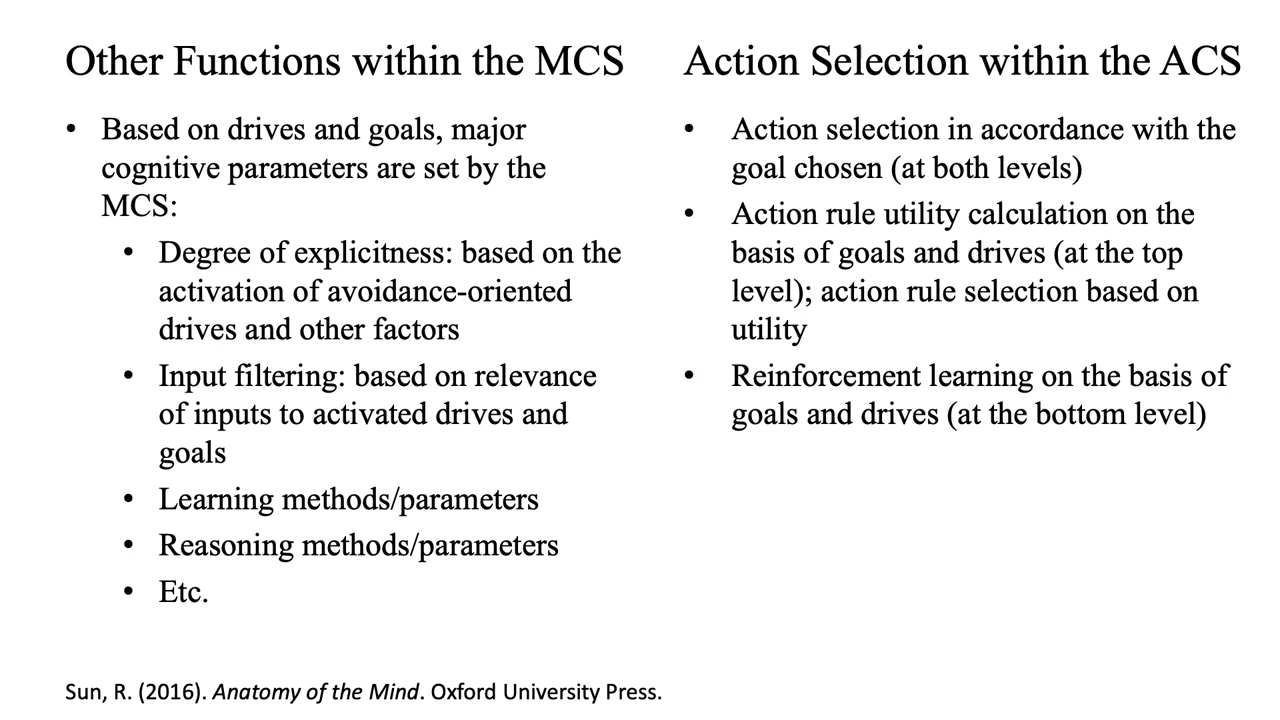 Other Functions within the MCS
• Based on drives and goals, major
cognitive parameters are set by the
MCS:
• Degree of explicitness: based on the
activation of avoidance-oriented
drives and other factors
• Input filtering: based on relevance
of inputs to activated drives and
goals
• Learning methods/parameters
• Reasoning methods/parameters
• Etc.
Action Selection within the ACS
• Action selection in accordance with the
goal chosen (at both levels)
• Action rule utility calculation on the
basis of goals and drives (at the top
level); action rule selection based on
utility
• Reinforcement learning on the basis of
goals and drives (at the bottom level)
Sun, R. (2016). Anatomy of the Mind. Oxford University Press.